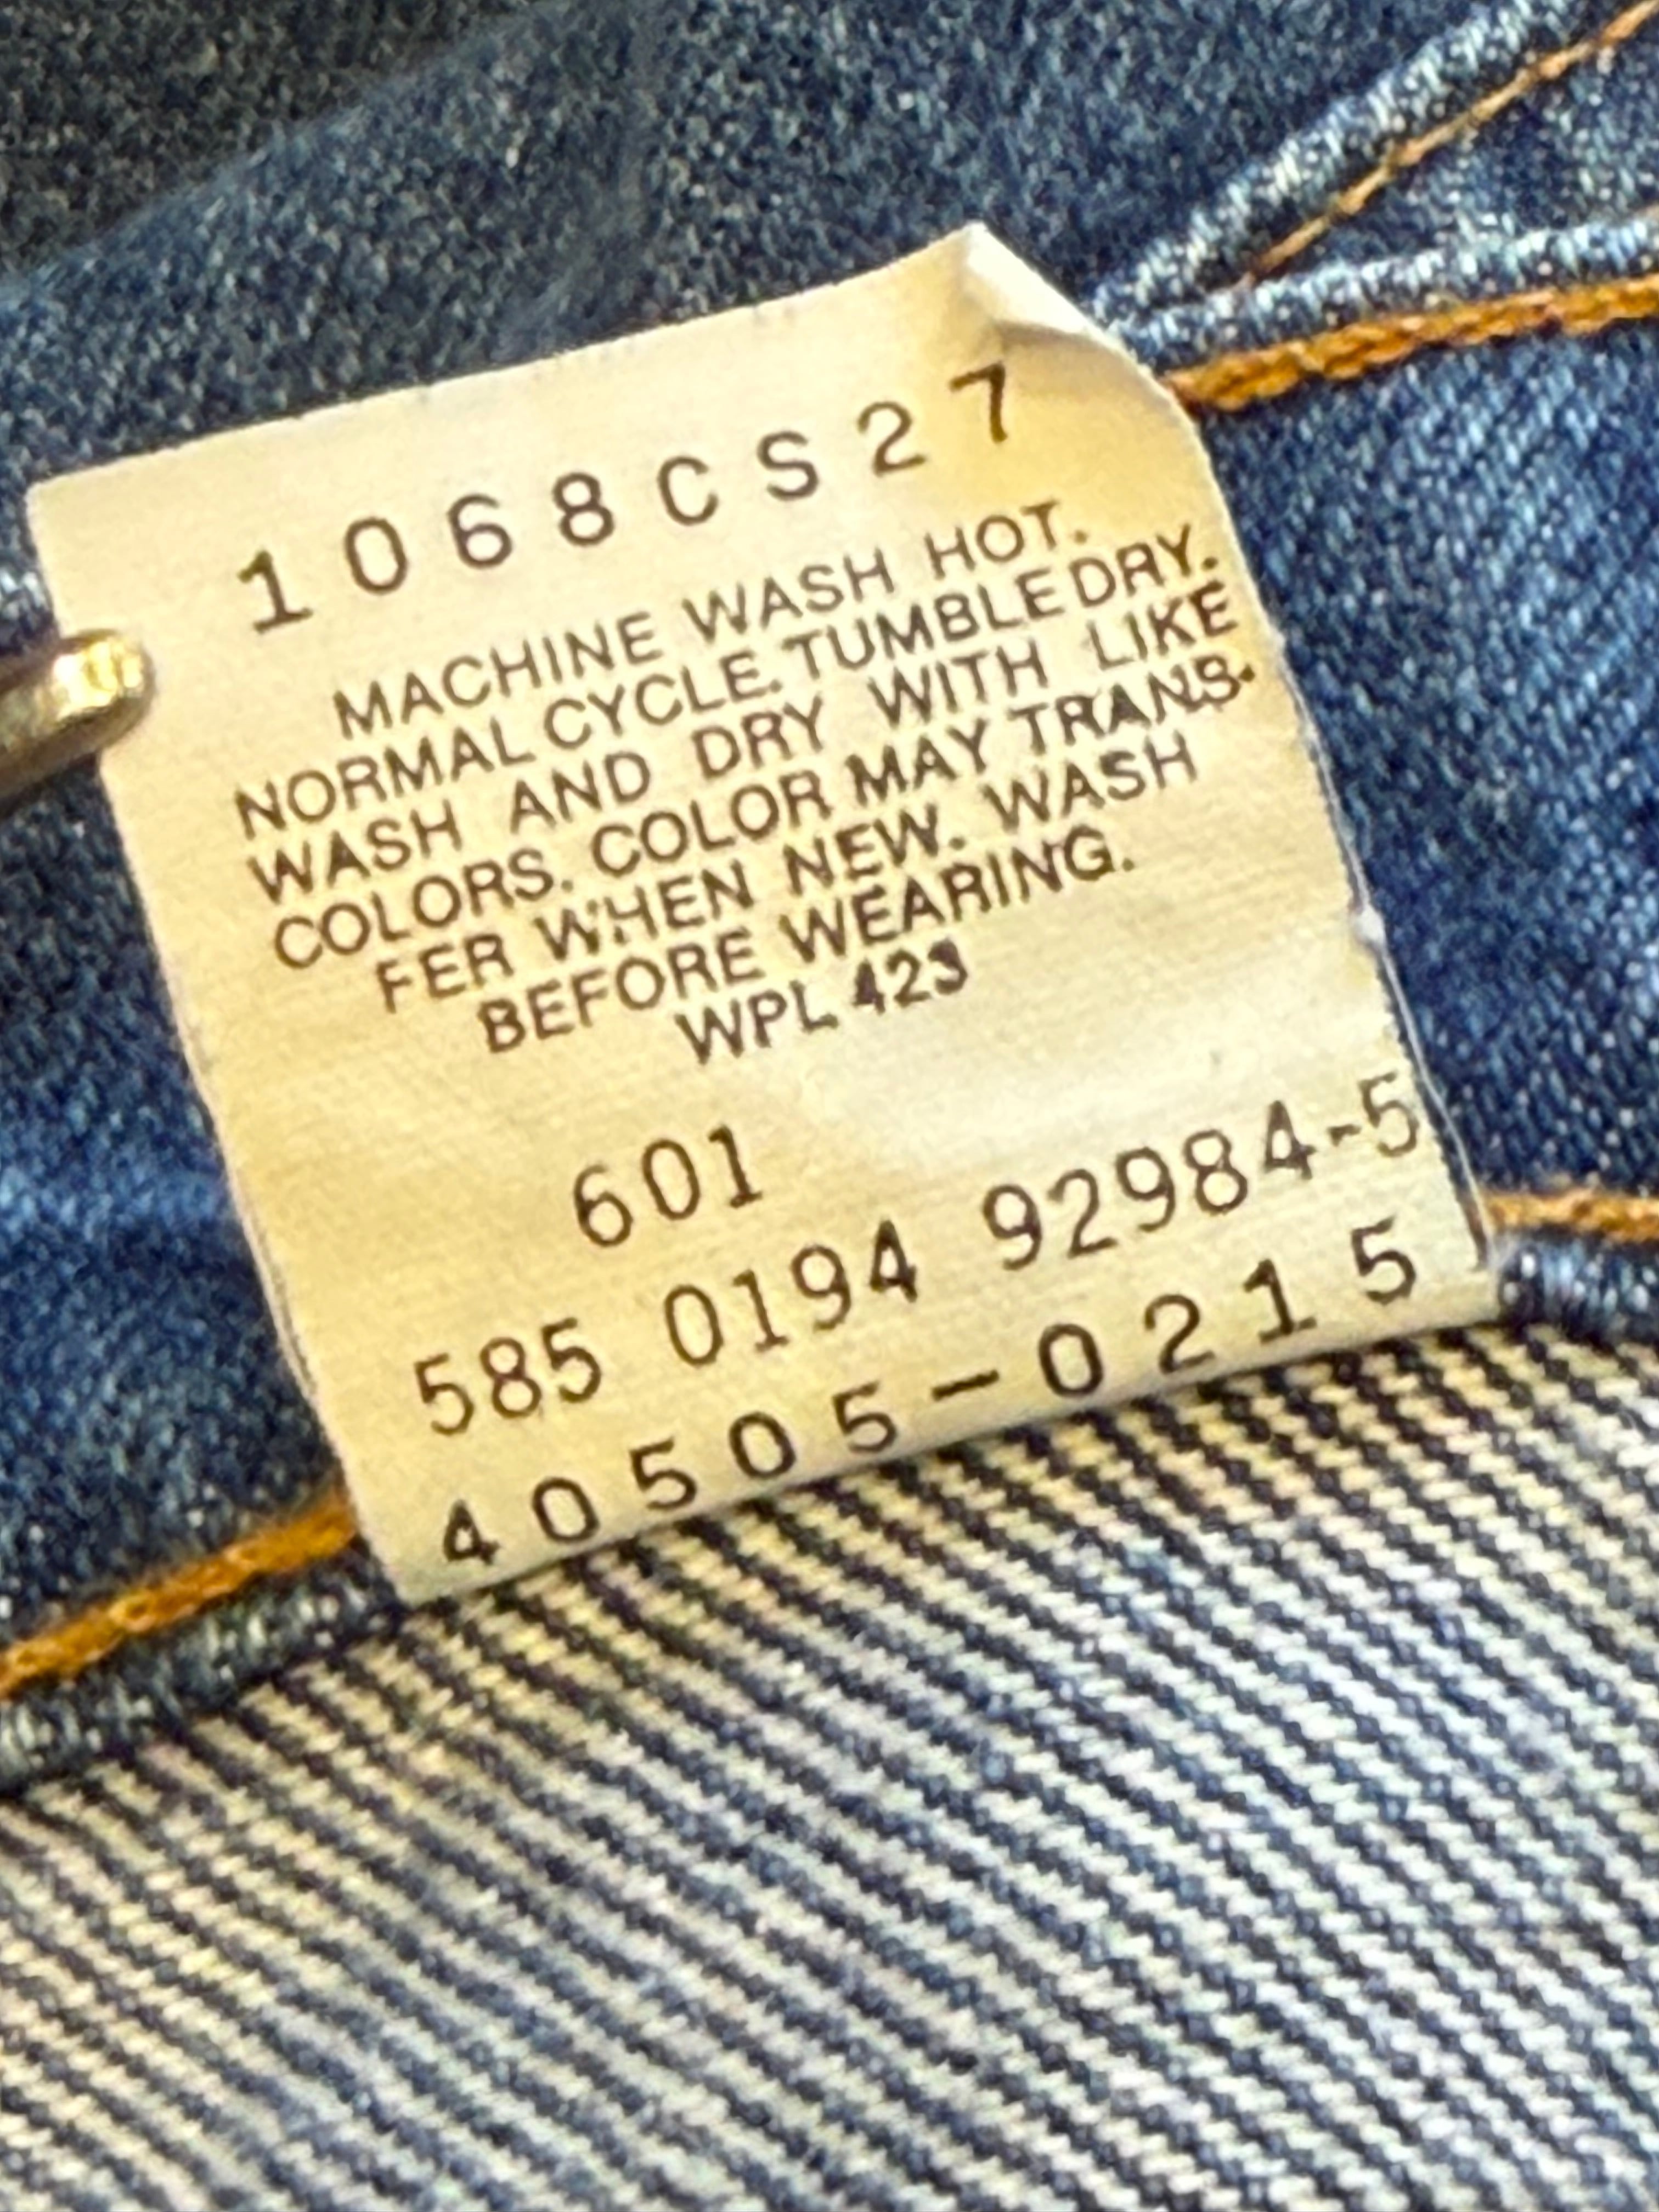 1068CS27
MACHINE WASH HOT.
NORMAL CYCLE. TUMBLE DRY.
WASH AND DRY WITH LIKE
COLORS. COLOR MAY TRANS-
FER WHEN NEW. WASH
BEFORE WEARING.
WPL 423
601
585 0194 92984-5
40505-0215